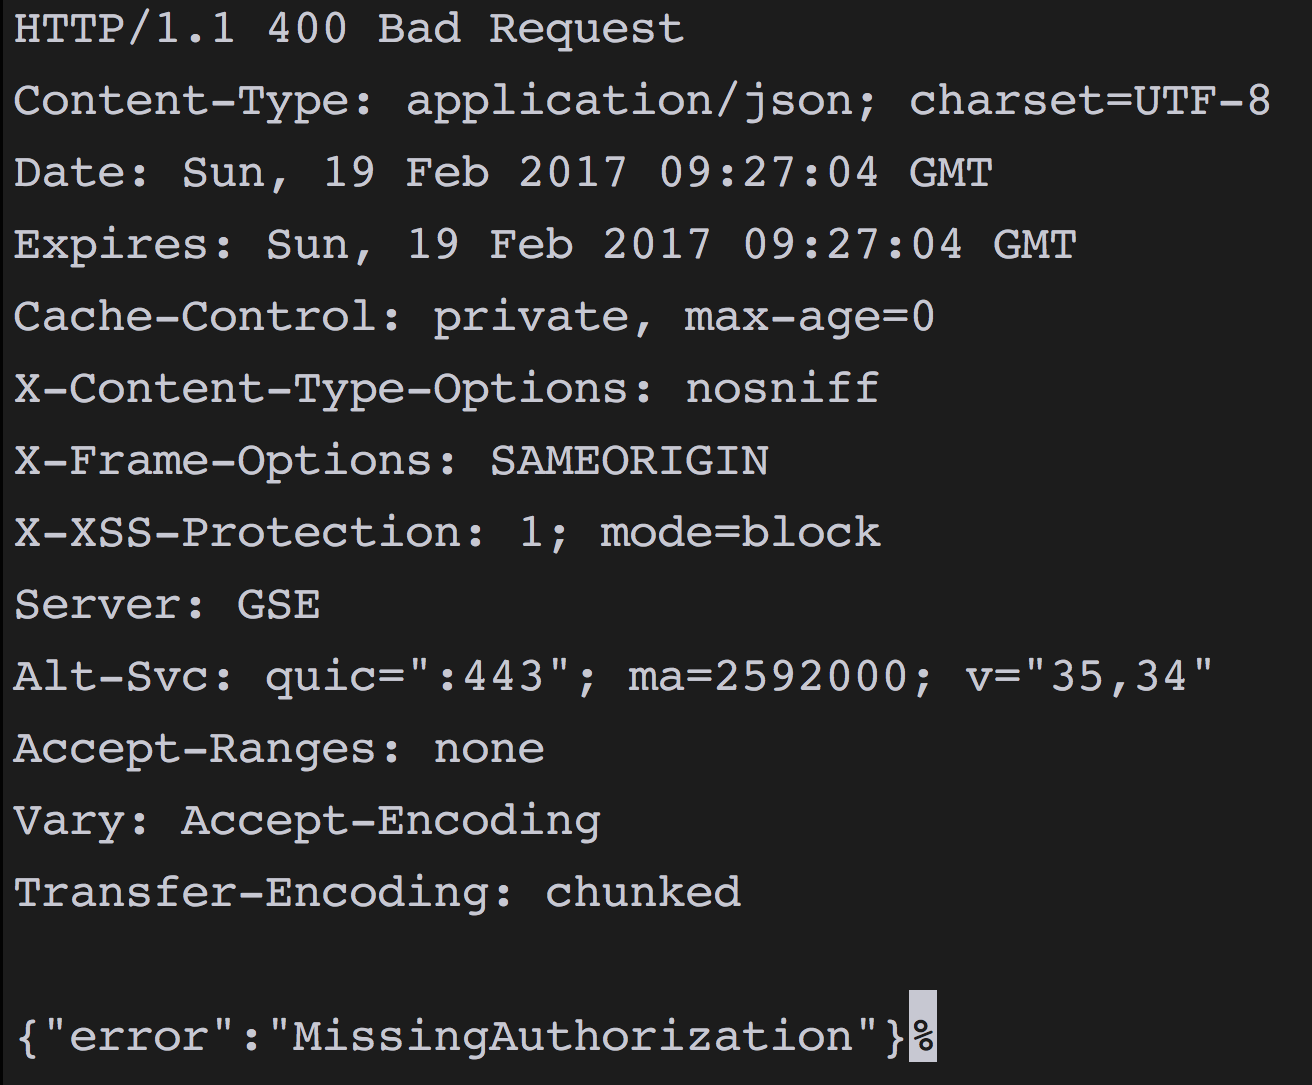 HTTP/1.1 400 Bad Request
Content-Type: application/json; charset=UTF-8
Date: Sun, 19 Feb 2017 09:27:04 GMT
Expires: Sun, 19 Feb 2017 09:27:04 GMT
Cache-Control: private, max-age=0
X-Content-Type-Options: nosniff
X-Frame-Options: SAMEORIGIN
X-XSS-Protection: 1; mode=block
Server: GSE
Alt-Svc: quic=":443"; ma=2592000; v="35,34"
Accept-Ranges: none
Vary: Accept-Encoding
Transfer-Encoding: chunked
{"error":"MissingAuthorization"}%